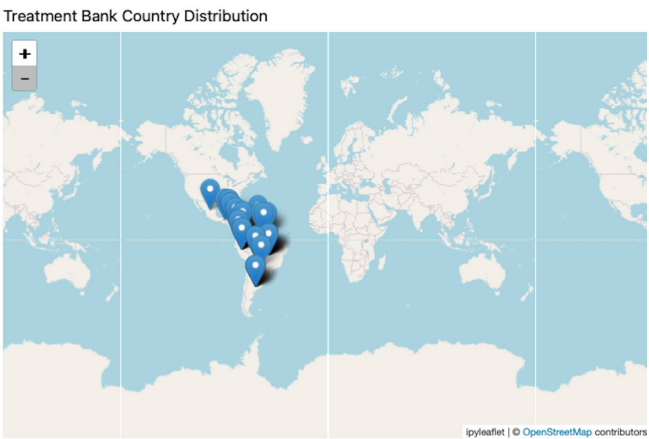 Treatment Bank Country Distribution
+
−
ipyleaflet | © OpenStreetMap contributors